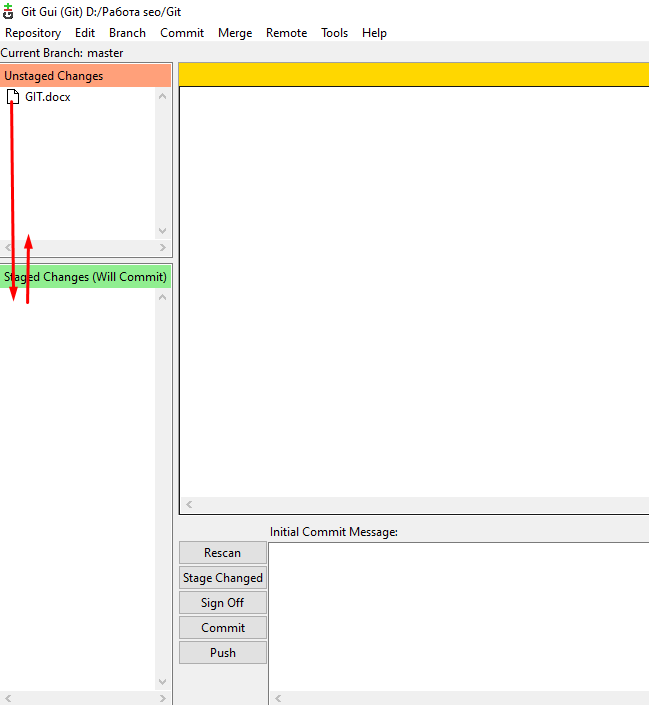 Git Gui (Git) D:/Работа seo/Git
Repository Edit Branch Commit Merge Remote Tools Help
Current Branch: master
Unstaged Changes
GIT.docx
Staged Changes (Will Commit)
Initial Commit Message:
Rescan
Stage Changed
Sign Off
Commit
Push